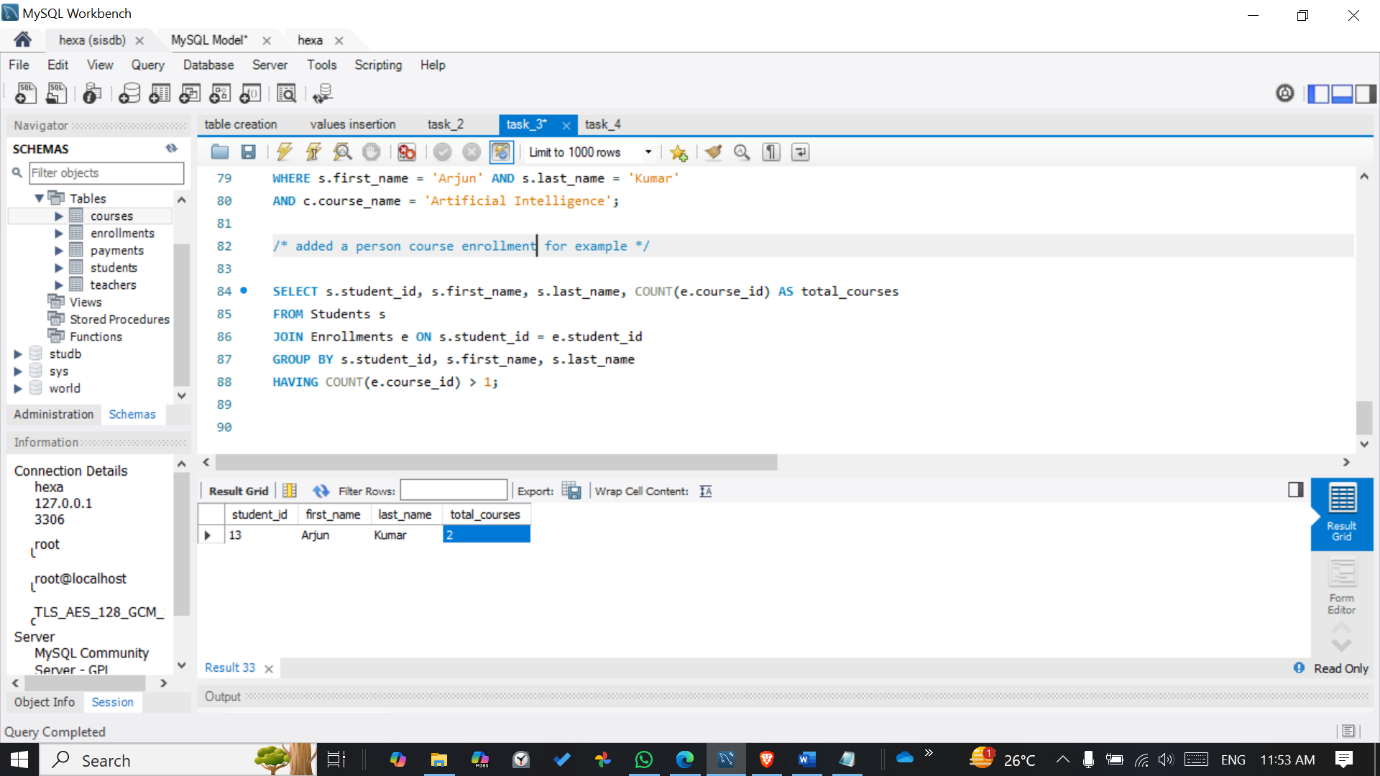 MySQL Workbench
hexa (sisdb)
MySQL Model*
hexa
File Edit View Query Database Server Tools Scripting Help
Navigator
SCHEMAS
Filter objects
Tables
courses
enrollments
payments
students
teachers
Views
Stored Procedures
Functions
studb
sys
world
Administration Schemas
Information
Connection Details
hexa
127.0.0.1
3306
root
root@localhost
TLS_AES_128_GCM_
Server
MySQL Community
Server - GPL
Object Info Session
table creation values insertion task_2 task_3* task_4
Limit to 1000 rows
79 WHERE s.first_name = 'Arjun' AND s.last_name = 'Kumar'
80 AND c.course_name = 'Artificial Intelligence';
81
82 /* added a person course enrollment for example */
83
84 SELECT s.student_id, s.first_name, s.last_name, COUNT(e.course_id) AS total_courses
85 FROM Students s
86 JOIN Enrollments e ON s.student_id = e.student_id
87 GROUP BY s.student_id, s.first_name, s.last_name
88 HAVING COUNT(e.course_id) > 1;
89
90
Result Grid Filter Rows: Export: Wrap Cell Content:
student_id first_name last_name total_courses
13 Arjun Kumar 2
Result
Grid
Form
Editor
Result 33
Read Only
Output
Query Completed
Search
1
26°C
ENG
11:53 AM